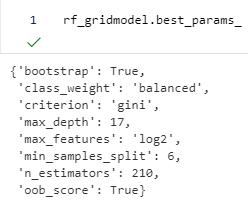 1 rf_gridmodel.best_params_
{'bootstrap': True,
'class_weight': 'balanced',
'criterion': 'gini',
'max_depth': 17,
'max_features': 'log2',
'min_samples_split': 6,
'n_estimators': 210,
'oob_score': True}